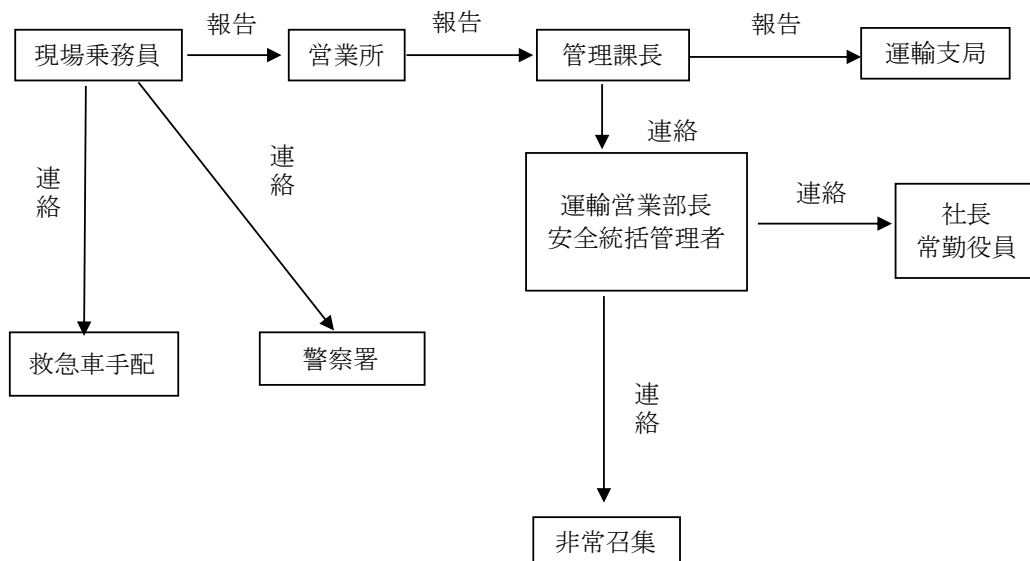 報告
報告
報告
現場乗務員
営業所
管理課長
運輸支局
連絡
連絡
連絡
運輸営業部長
安全統括管理者
連絡
社長
常勤役員
救急車手配
警察署
連絡
非常召集